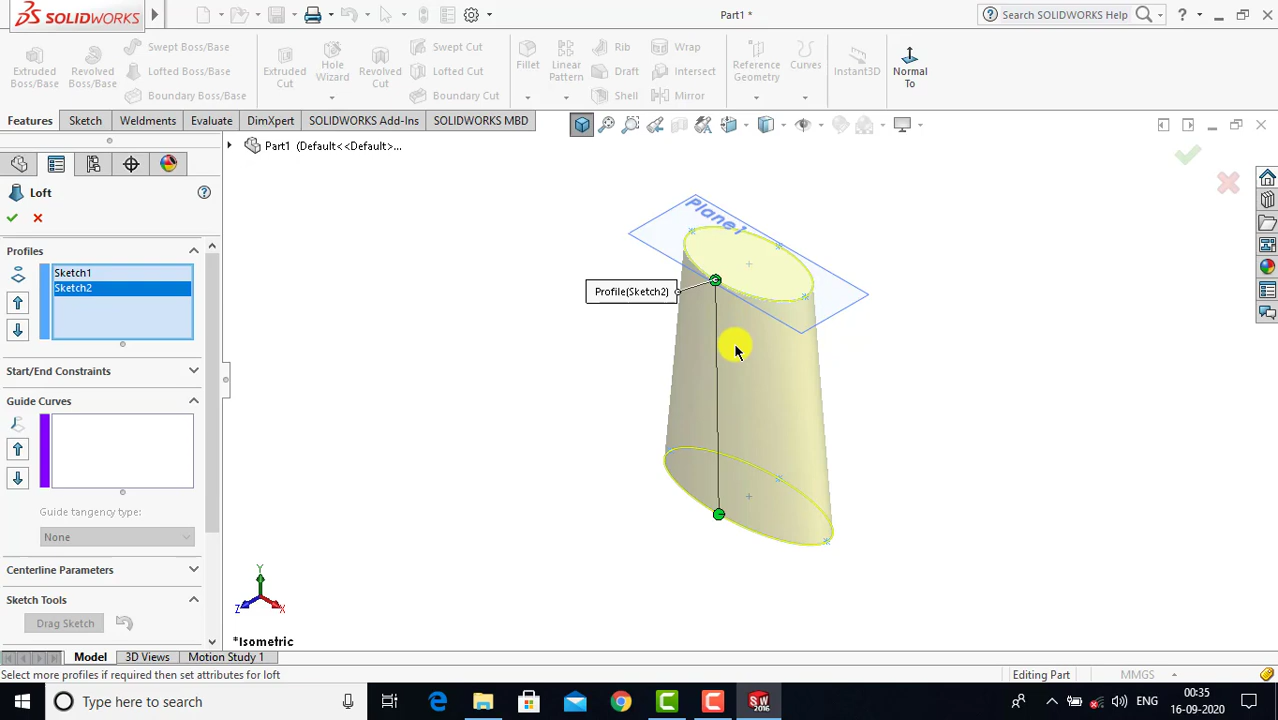 SOLIDWORKS
Part1 *
Search SOLIDWORKS Help
Extruded Boss/Base
Revolved Boss/Base
Swept Boss/Base
Lofted Boss/Base
Boundary Boss/Base
Extruded Cut
Hole Wizard
Revolved Cut
Swept Cut
Lofted Cut
Boundary Cut
Fillet
Linear Pattern
Rib
Draft
Shell
Wrap
Intersect
Mirror
Reference Geometry
Curves
Instant3D
Normal To
Features
Sketch
Weldments
Evaluate
DimXpert
SOLIDWORKS Add-Ins
SOLIDWORKS MBD
Part1 (Default<<Default>...
Loft
Profiles
Sketch1
Sketch2
Start/End Constraints
Guide Curves
Guide tangency type:
None
Centerline Parameters
Sketch Tools
Drag Sketch
Plane1
Profile(Sketch2)
Y
Z
X
*Isometric
Model
3D Views
Motion Study 1
Select more profiles if required then set attributes for loft
Editing Part
MMGS
Type here to search
SW
2016
ENG
00:35
16-09-2020